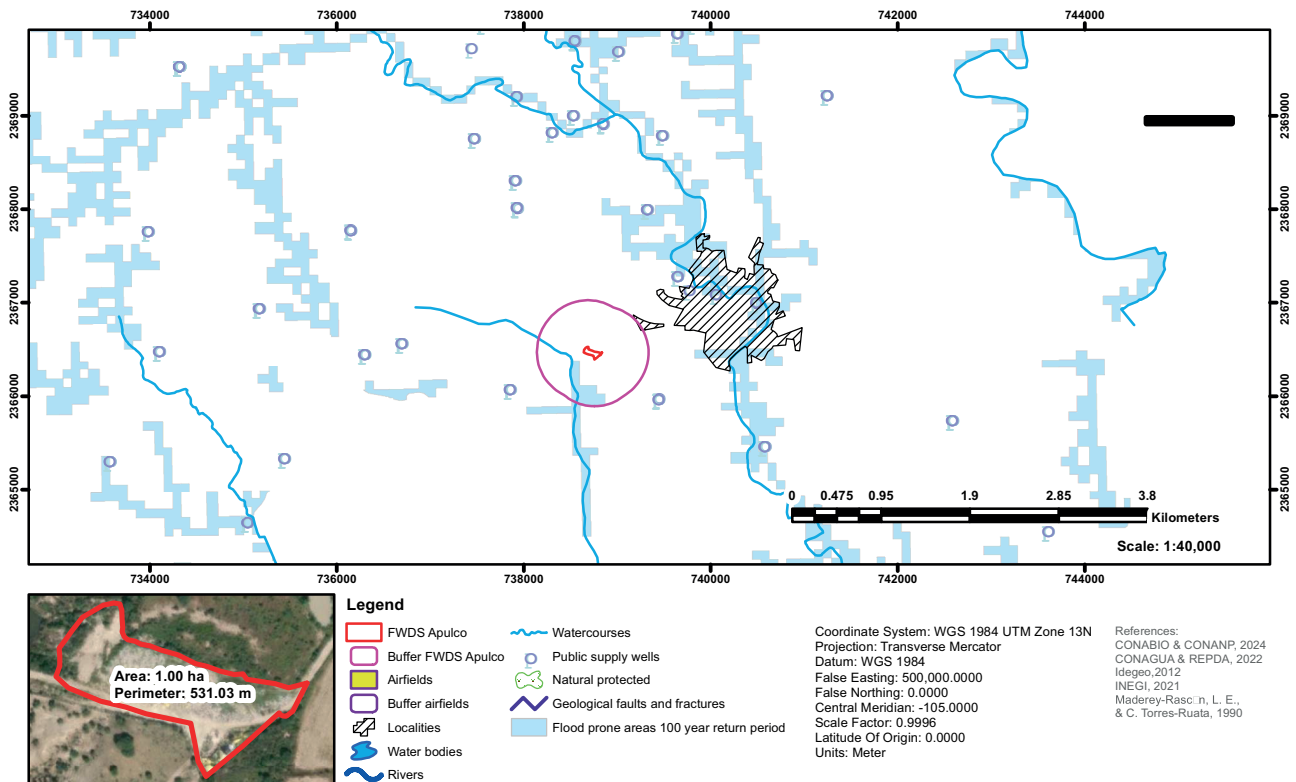 734000 736000 738000 740000 742000 744000
2369000 2369000
2368000 2368000
2367000 2367000
2366000 2366000
2365000 2365000
0 0.475 0.95 1.9 2.85 3.8
Kilometers
Scale: 1:40,000
734000 736000 738000 740000 742000 744000
Area: 1.00 ha
Perimeter: 531.03 m
Legend
FWDS Apulco
Buffer FWDS Apulco
Airfields
Buffer airfields
Localities
Water bodies
Rivers
Watercourses
Public supply wells
Natural protected
Geological faults and fractures
Flood prone areas 100 year return period
Coordinate System: WGS 1984 UTM Zone 13N
Projection: Transverse Mercator
Datum: WGS 1984
False Easting: 500,000.0000
False Northing: 0.0000
Central Meridian: -105.0000
Scale Factor: 0.9996
Latitude Of Origin: 0.0000
Units: Meter
References:
CONABIO & CONANP, 2024
CONAGUA & REPDA, 2022
Idegeo,2012
INEGI, 2021
Maderey-Rasc□n, L. E.,
& C. Torres-Ruata, 1990